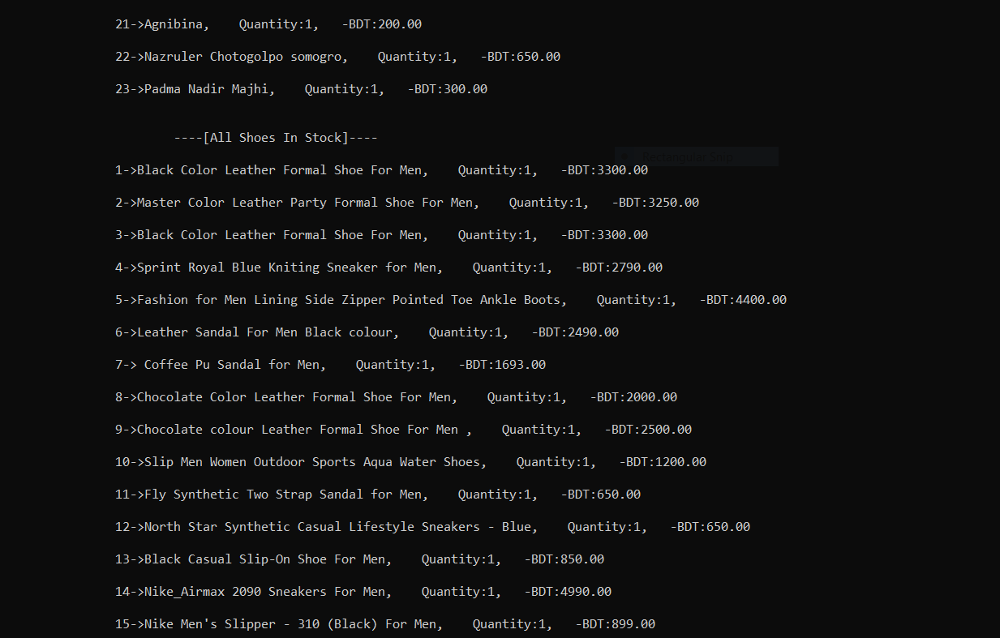 21->Agnibina,    Quantity:1,   -BDT:200.00
22->Nazruler Chotogolpo somogro,    Quantity:1,   -BDT:650.00
23->Padma Nadir Majhi,    Quantity:1,   -BDT:300.00
----[All Shoes In Stock]----
Rectangular Snip
1->Black Color Leather Formal Shoe For Men,    Quantity:1,   -BDT:3300.00
2->Master Color Leather Party Formal Shoe For Men,    Quantity:1,   -BDT:3250.00
3->Black Color Leather Formal Shoe For Men,    Quantity:1,   -BDT:3300.00
4->Sprint Royal Blue Kniting Sneaker for Men,    Quantity:1,   -BDT:2790.00
5->Fashion for Men Lining Side Zipper Pointed Toe Ankle Boots,    Quantity:1,   -BDT:4400.00
6->Leather Sandal For Men Black colour,    Quantity:1,   -BDT:2490.00
7-> Coffee Pu Sandal for Men,    Quantity:1,   -BDT:1693.00
8->Chocolate Color Leather Formal Shoe For Men,    Quantity:1,   -BDT:2000.00
9->Chocolate colour Leather Formal Shoe For Men ,    Quantity:1,   -BDT:2500.00
10->Slip Men Women Outdoor Sports Aqua Water Shoes,    Quantity:1,   -BDT:1200.00
11->Fly Synthetic Two Strap Sandal for Men,    Quantity:1,   -BDT:650.00
12->North Star Synthetic Casual Lifestyle Sneakers - Blue,    Quantity:1,   -BDT:650.00
13->Black Casual Slip-On Shoe For Men,    Quantity:1,   -BDT:850.00
14->Nike_Airmax 2090 Sneakers For Men,    Quantity:1,   -BDT:4990.00
15->Nike Men's Slipper - 310 (Black) For Men,    Quantity:1,   -BDT:899.00